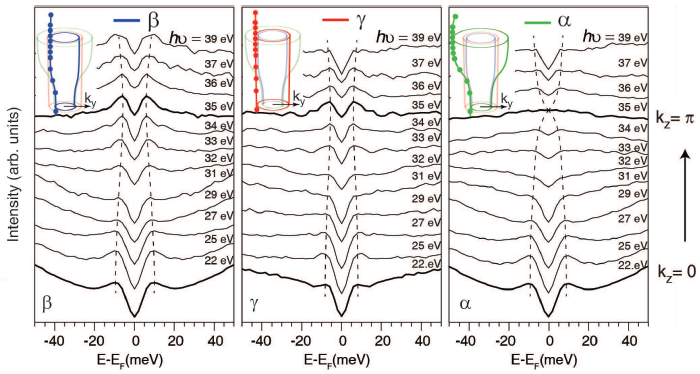 β
hυ = 39 eV
37 eV
36 eV
35 eV
34 eV
33 eV
32 eV
31 eV
29 eV
27 eV
25 eV
22 eV
k_y
β
-40 -20 0 20 40
E-E_F(meV)
γ
hυ = 39 eV
37 eV
36 eV
35 eV
34 eV
33 eV
32 eV
31 eV
29 eV
27 eV
25 eV
22.eV
k_y
γ
-40 -20 0 20 40
E-E_F(meV)
α
hυ = 39 eV
37 eV
36 eV
35 eV
34 eV
33 eV
32 eV
31 eV
29 eV
27 eV
25 eV
22.eV
k_y
α
-40 -20 0 20 40
E-E_F(meV)
Intensity (arb. units)
k_z= π
k_z= 0